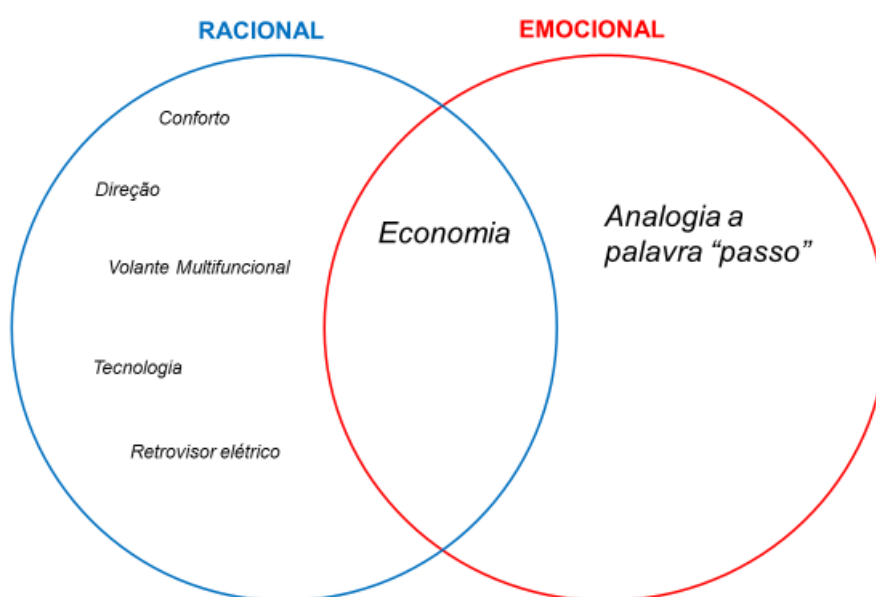 RACIONAL
EMOCIONAL
Conforto
Direção
Volante Multifuncional
Tecnologia
Retrovisor elétrico
Economia
Analogia a
palavra “passo”